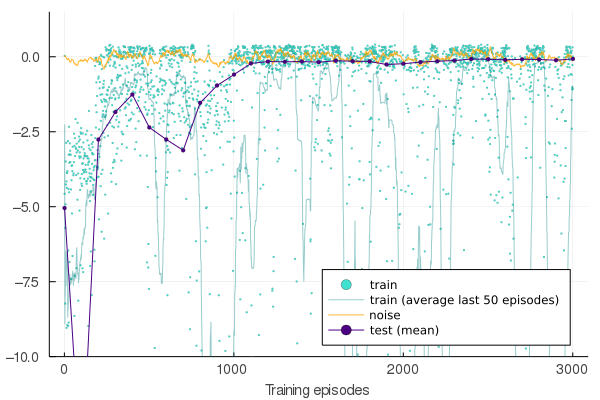 0.0
−2.5
−5.0
−7.5
−10.0
0
1000
2000
3000
Training episodes
train
train (average last 50 episodes)
noise
test (mean)